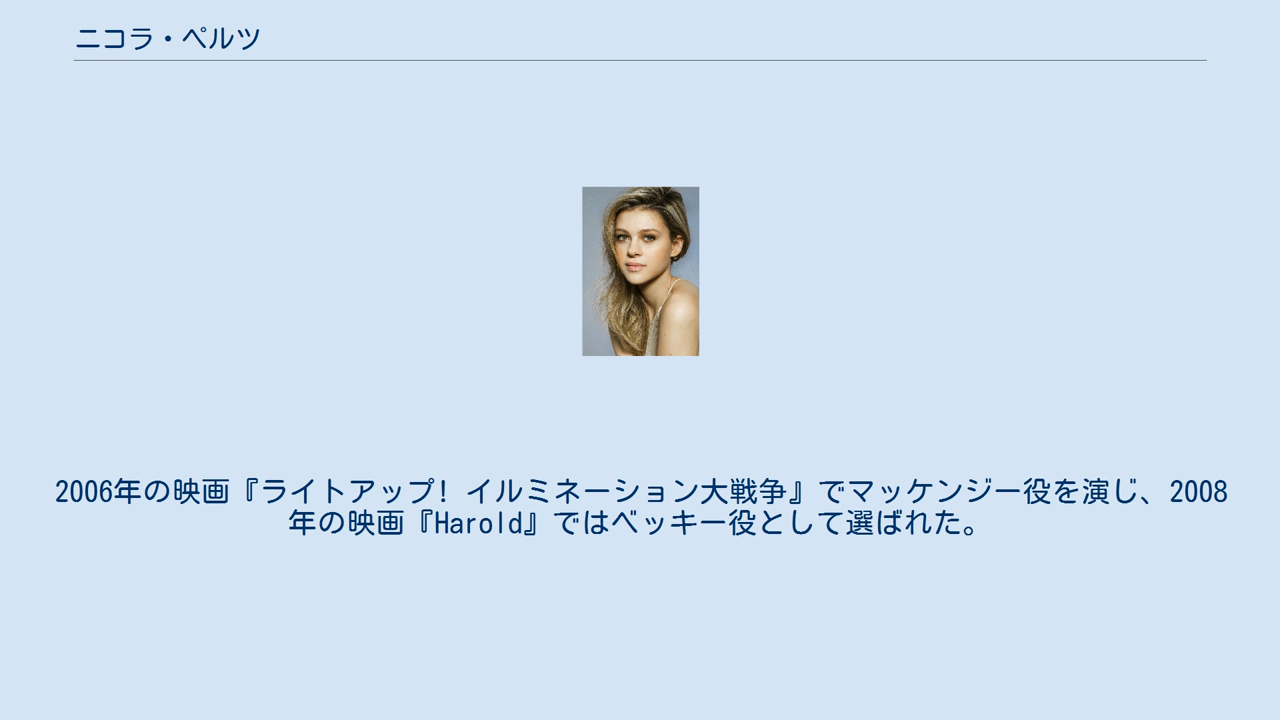 ニコラ・ペルツ
2006年の映画『ライトアップ! イルミネーション大戦争』でマッケンジー役を演じ、2008
年の映画『Harold』ではベッキー役として選ばれた。